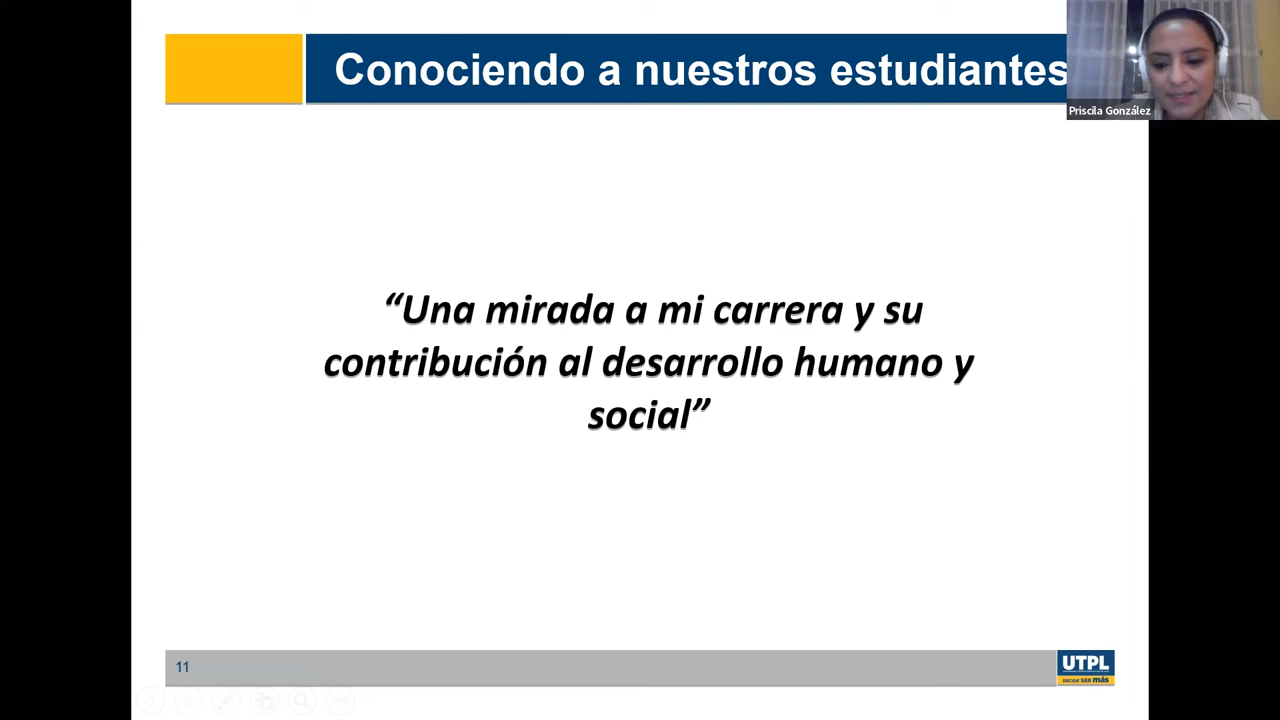 Conociendo a nuestros estudiantes
Priscila González
“Una mirada a mi carrera y su
contribución al desarrollo humano y
social”
11
UTPL
DECIDE SER más